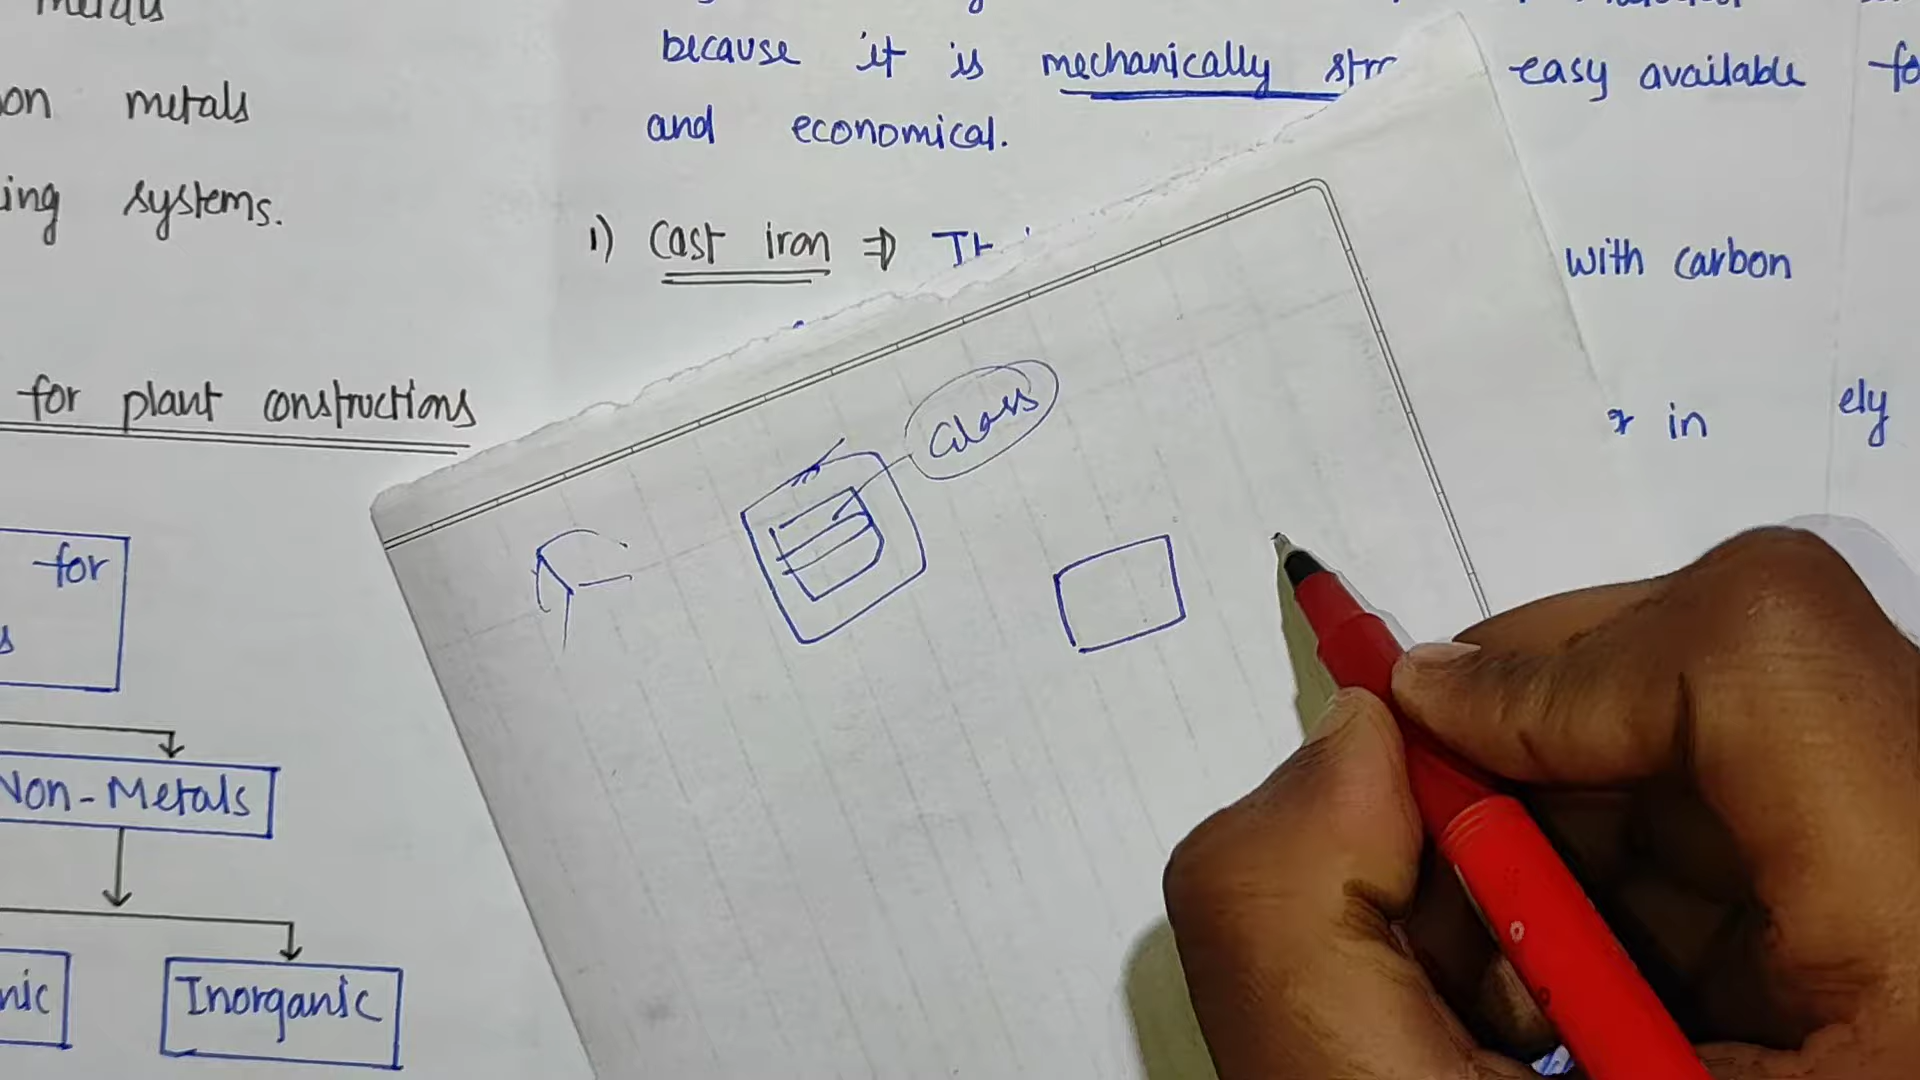 on metals
ing systems.
for plant constructions
for
Non-Metals
nic
Inorganic
because it is mechanically easy available
and economical.
1) Cast iron ⇒
with carbon
in ely
Glass